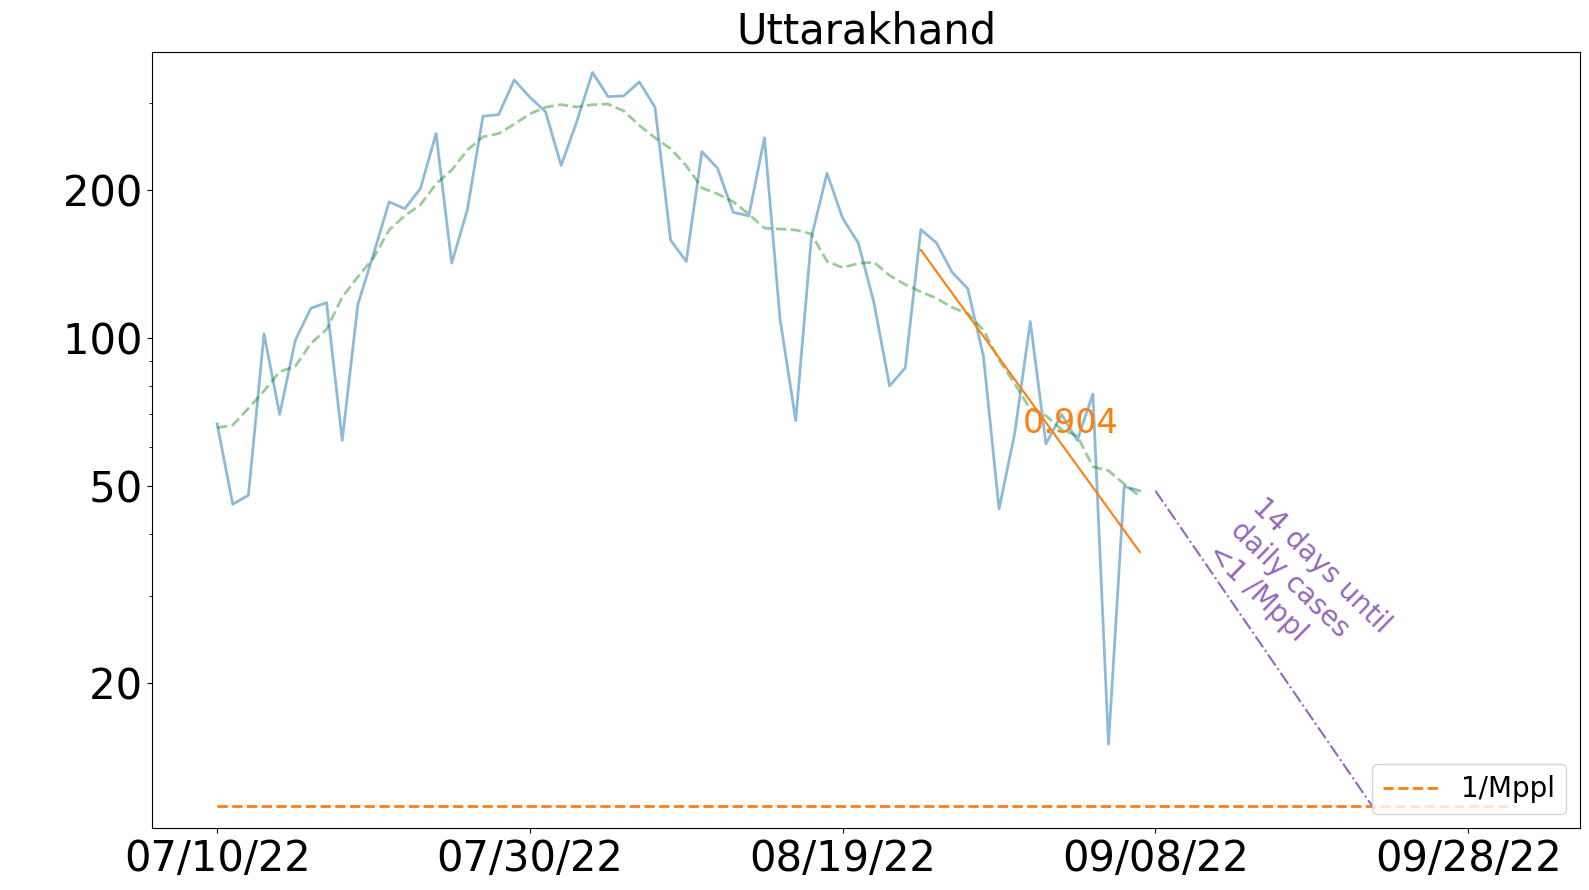 Uttarakhand
200
100
50
20
0.904
14 days until
daily cases
<1 /Mppl
1/Mppl
07/10/22
07/30/22
08/19/22
09/08/22
09/28/22